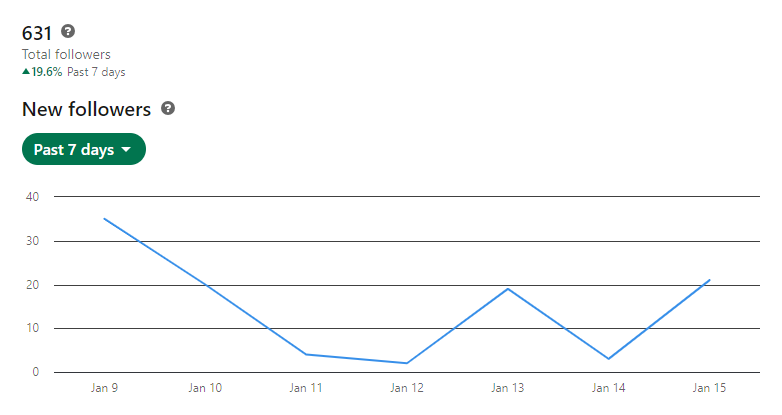 631
Total followers
▲19.6% Past 7 days
New followers
Past 7 days
40
30
20
10
0
Jan 9 Jan 10 Jan 11 Jan 12 Jan 13 Jan 14 Jan 15